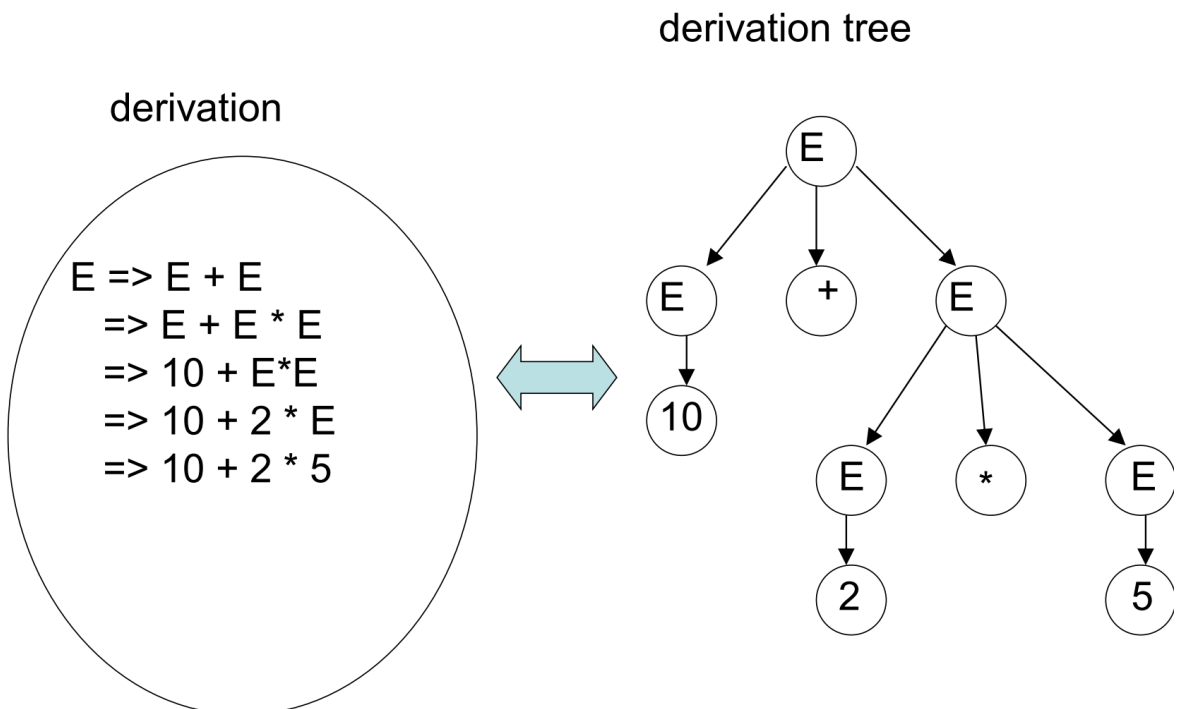 derivation tree
derivation
E => E + E
=> E + E * E
=> 10 + E*E
=> 10 + 2 * E
=> 10 + 2 * 5
E
E + E
10
E * E
2 5